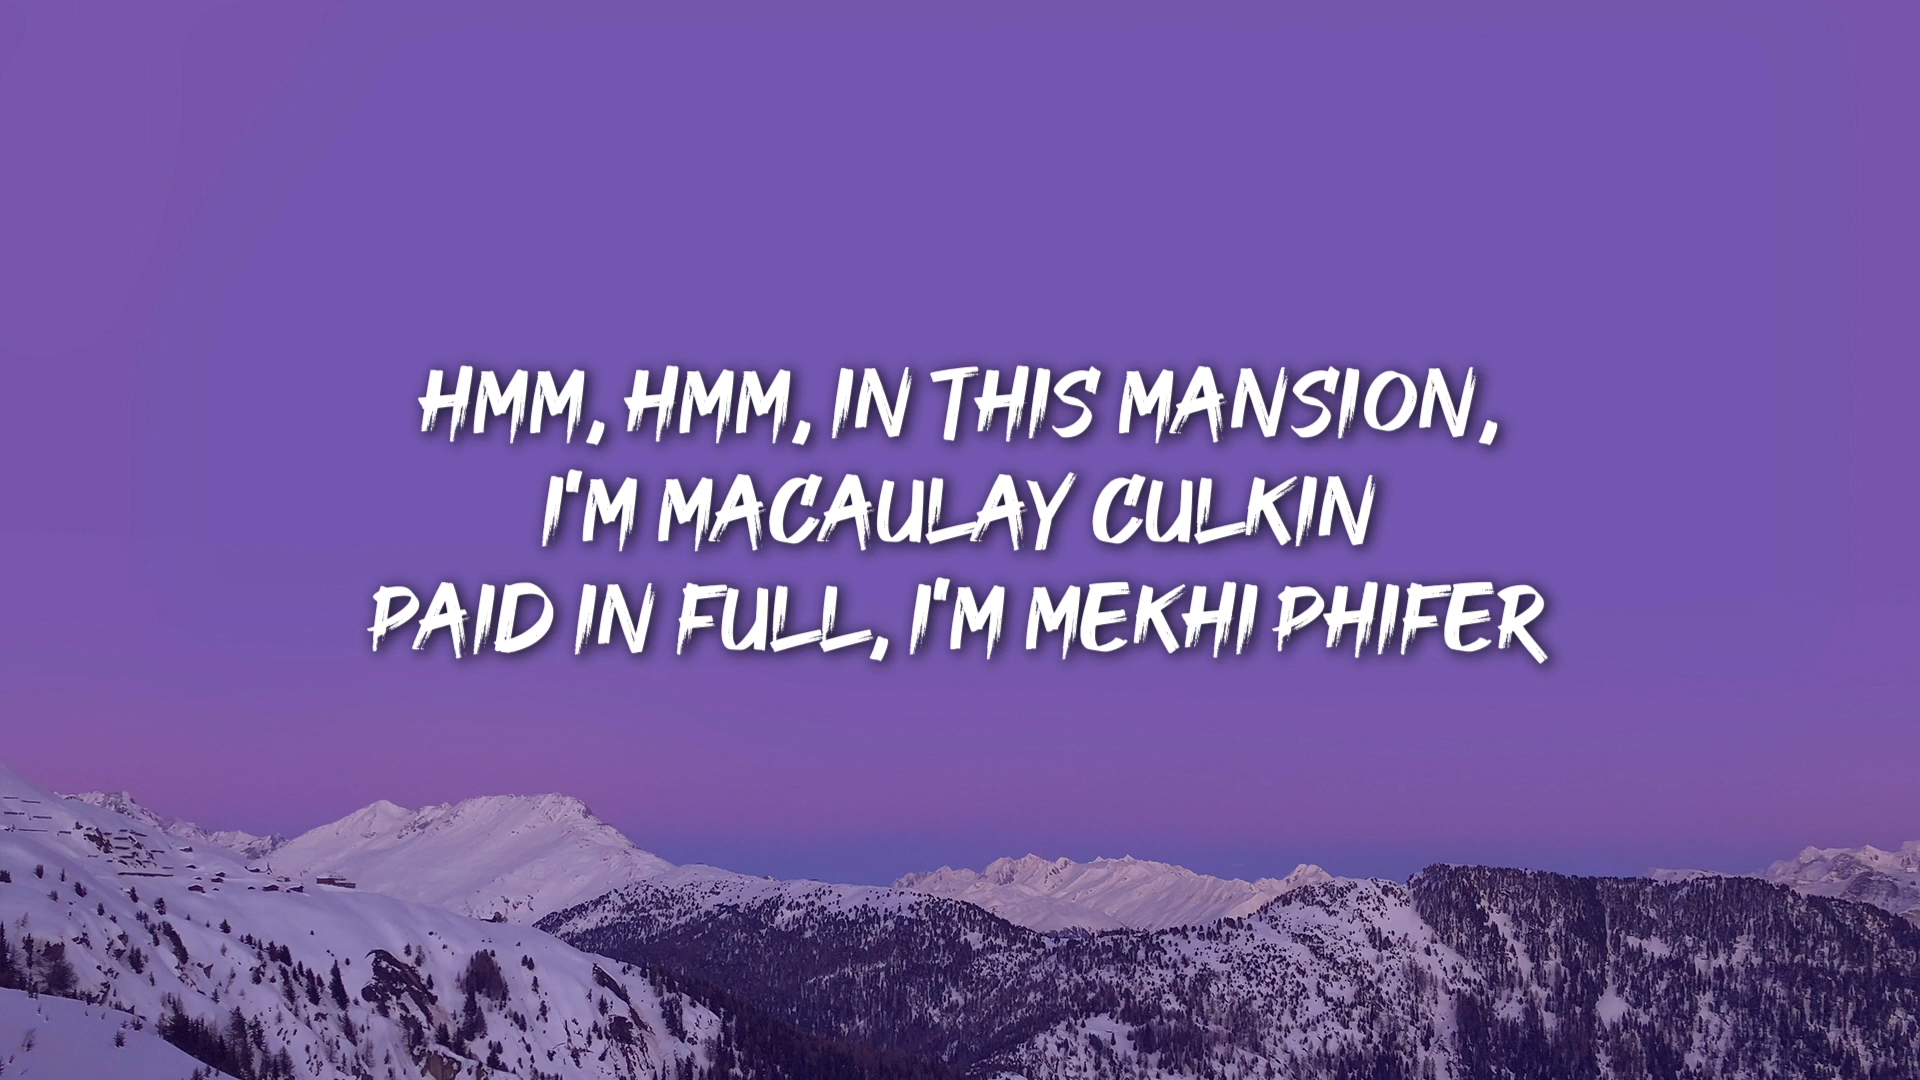 HMM, HMM, IN THIS MANSION,
I'M MACAULAY CULKIN
PAID IN FULL, I'M MEKHI PHIFER